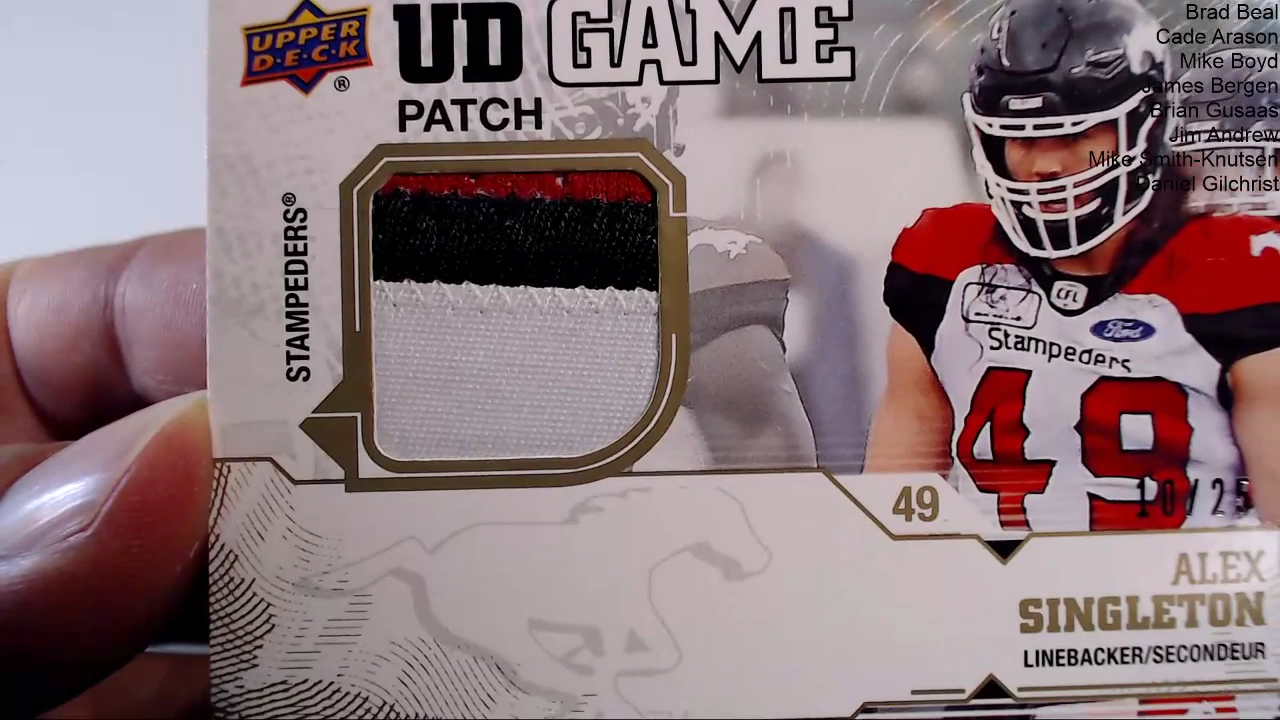 UPPER
D·E·C·K
®
UD GAME
PATCH
STAMPEDERS®
CFL
Ford
Stampeders
49
10/25
49
ALEX
SINGLETON
LINEBACKER/SECONDEUR
Brad Beal
Cade Arason
Mike Boyd
James Bergen
Brian Gusaas
Jim Andrew
Mike Smith-Knutsen
Daniel Gilchrist